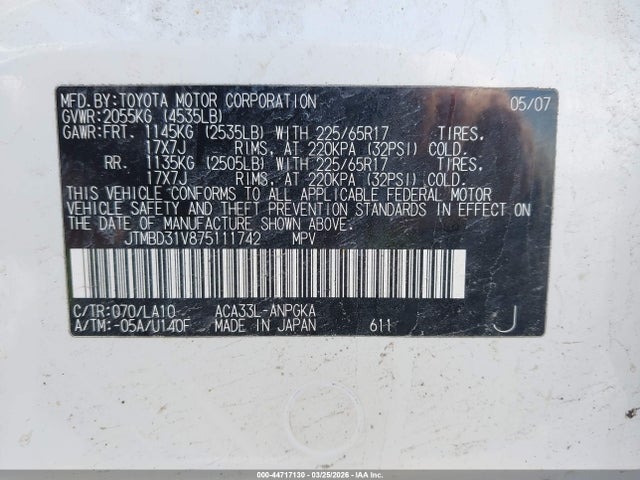 MFD.BY:TOYOTA MOTOR CORPORATION 05/07
GVWR:2055KG (4535LB)
GAWR:FRT. 1145KG (2535LB) WITH 225/65R17 TIRES,
17X7J RIMS, AT 220KPA (32PSI) COLD.
RR. 1135KG (2505LB) WITH 225/65R17 TIRES,
17X7J RIMS, AT 220KPA (32PSI) COLD.
THIS VEHICLE CONFORMS TO ALL APPLICABLE FEDERAL MOTOR
VEHICLE SAFETY AND THEFT PREVENTION STANDARDS IN EFFECT ON
THE DATE OF MANUFACTURE SHOWN ABOVE.
JTMBD31V875111742 MPV
C/TR:070/LA10 ACA33L-ANPGKA
A/TM:-05A/U140F MADE IN JAPAN 611 J
000-44717130 - 03/25/2026 - COPART IAA